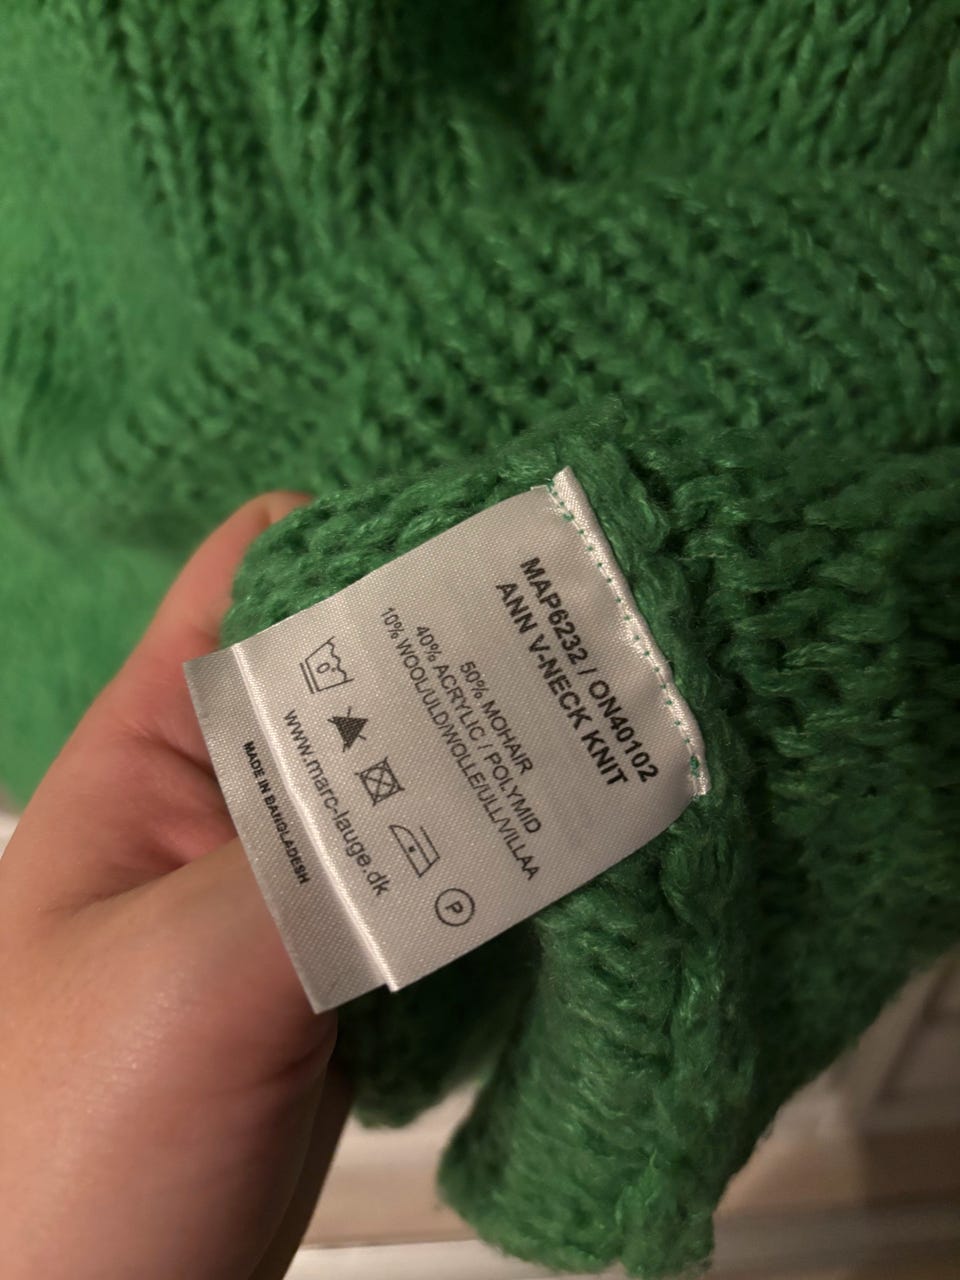 MAP6232 / ON40102
ANN V-NECK KNIT
50% MOHAIR
40% ACRYLIC / POLYMID
10% WOOL/ULD/WOLLE/ULL/VILLAA
0
P
www.marc-lauge.dk
MADE IN BANGLADESH